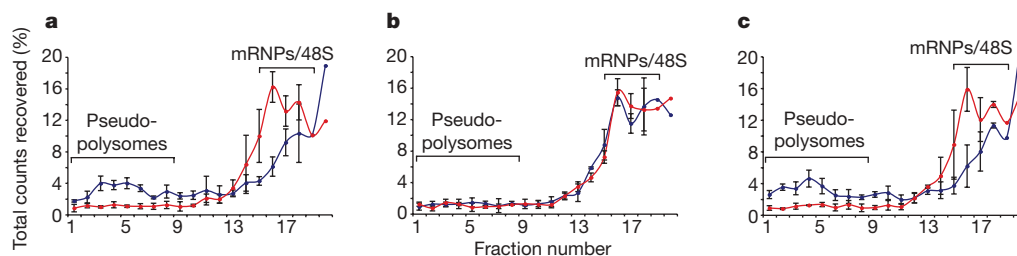 a
Total counts recovered (%)
20
16
12
8
4
0
mRNPs/48S
Pseudo-
polysomes
1 5 9 13 17
b
20
16
12
8
4
0
mRNPs/48S
Pseudo-
polysomes
1 5 9 13 17
Fraction number
c
20
16
12
8
4
0
mRNPs/48S
Pseudo-
polysomes
1 5 9 13 17